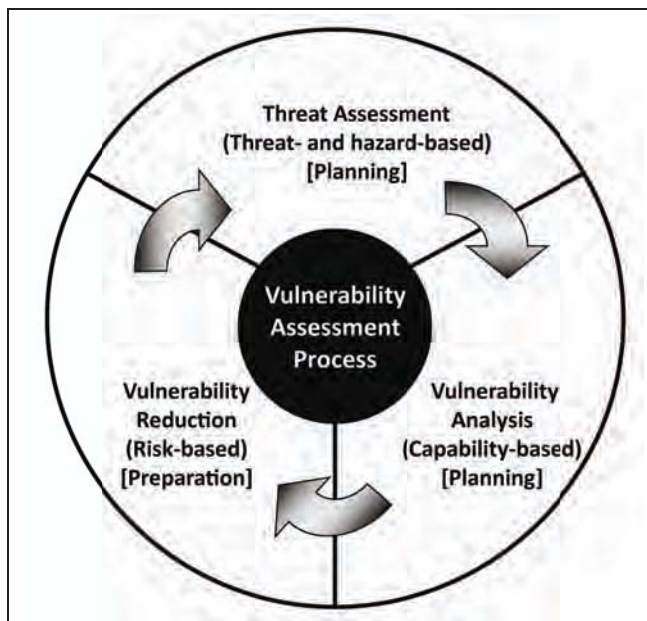 Threat Assessment
(Threat- and hazard-based)
[Planning]
Vulnerability
Assessment
Process
Vulnerability
Reduction
(Risk-based)
[Preparation]
Vulnerability
Analysis
(Capability-based)
[Planning]